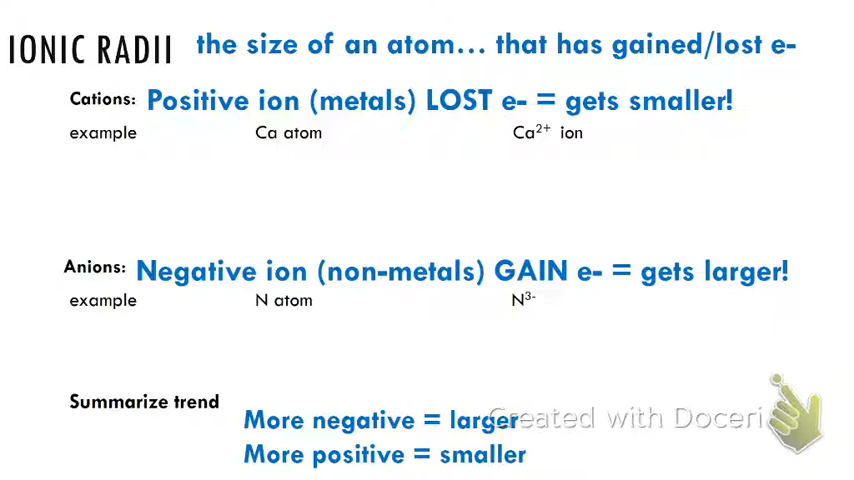 IONIC RADII the size of an atom... that has gained/lost e-
Cations: Positive ion (metals) LOST e- = gets smaller!
example Ca atom Ca²⁺ ion
Anions: Negative ion (non-metals) GAIN e- = gets larger!
example N atom N³⁻
Summarize trend
More negative = larger
Created with Doceri
More positive = smaller